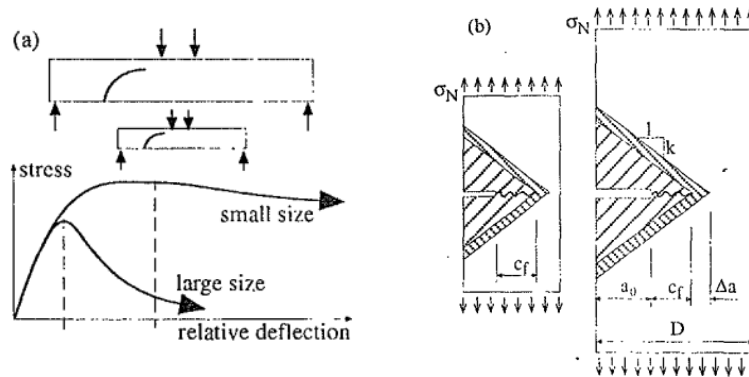 (a)
stress
small size
large size
relative deflection
(b)
σN
cf
σN
1
k
a0
cf
Δa
D